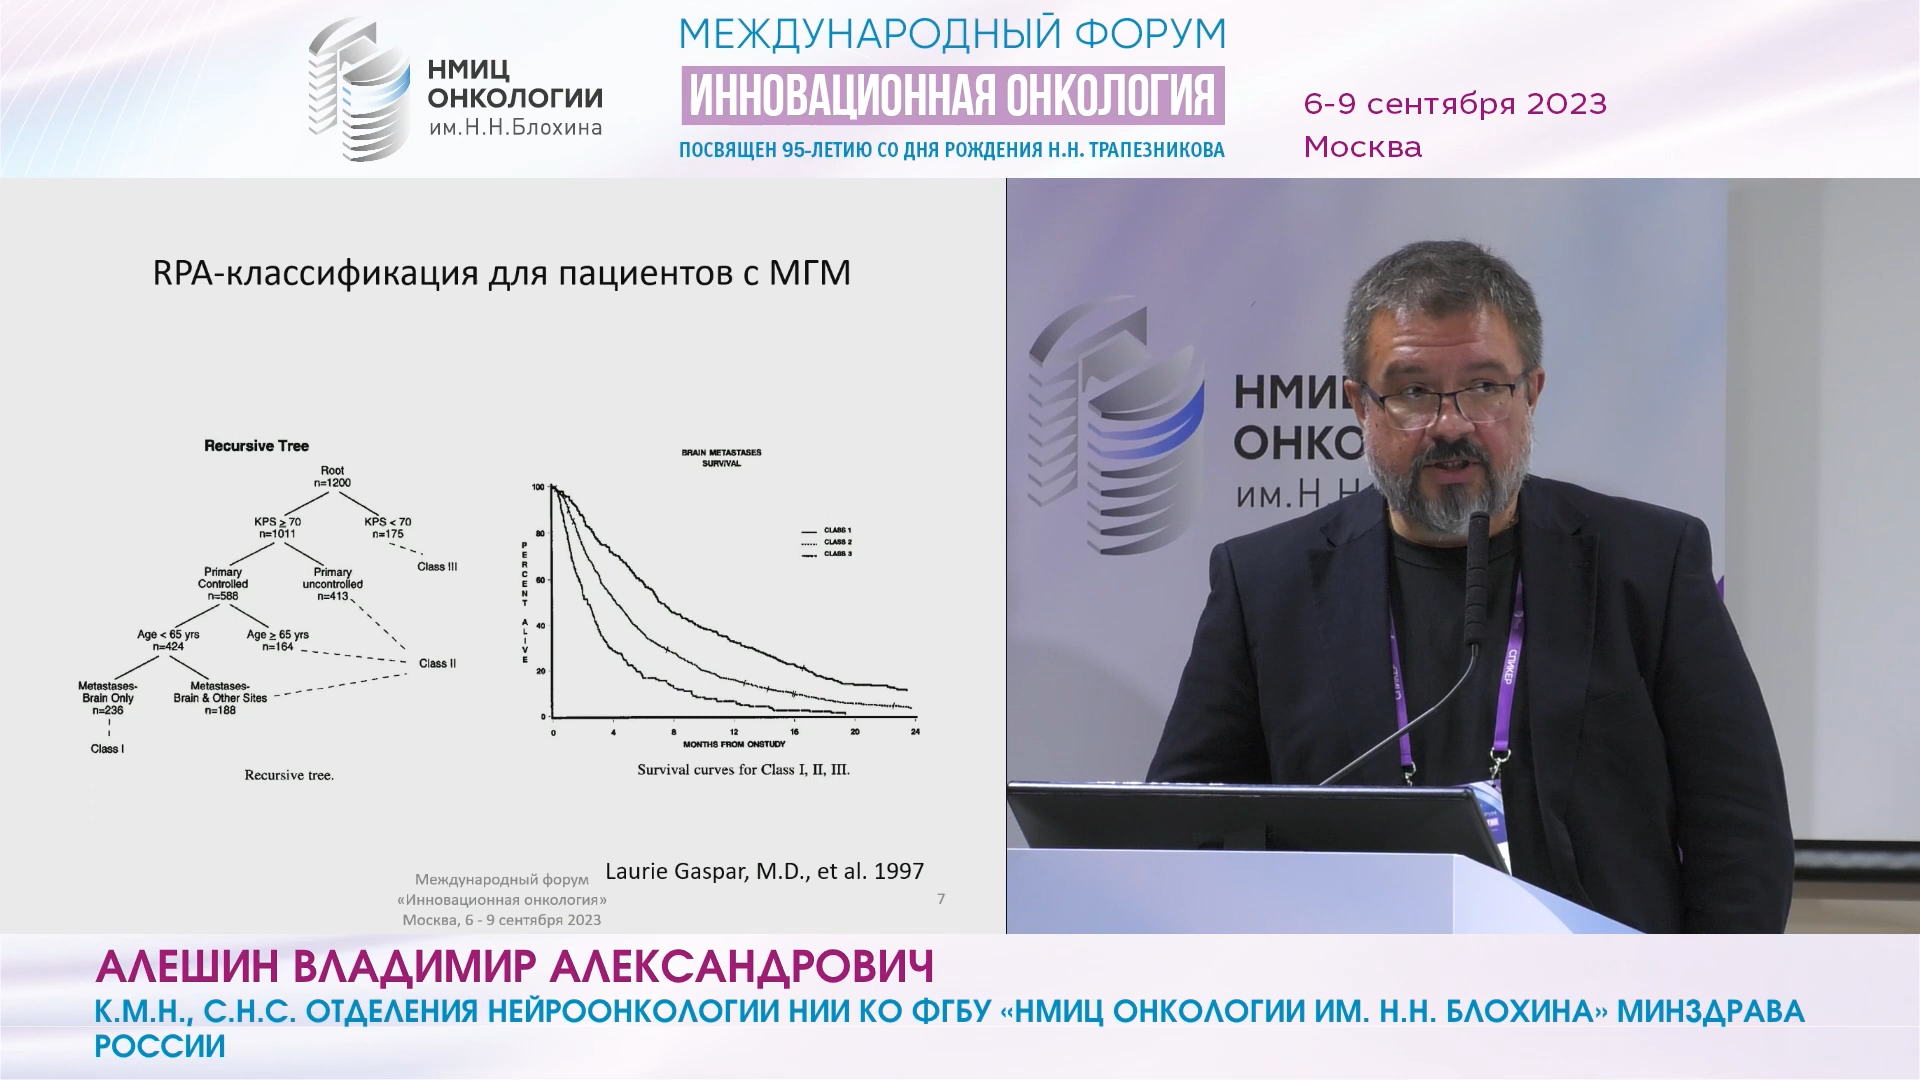 НМИЦ
ОНКОЛОГИИ
им.Н.Н.Блохина
МЕЖДУНАРОДНЫЙ ФОРУМ
ИННОВАЦИОННАЯ ОНКОЛОГИЯ
ПОСВЯЩЕН 95-ЛЕТИЮ СО ДНЯ РОЖДЕНИЯ Н.Н. ТРАПЕЗНИКОВА
6-9 сентября 2023
Москва
RPA-классификация для пациентов с МГМ
Recursive Tree
Root
n=1200
KPS ≥ 70
n=1011
KPS < 70
n=175
Class III
Primary
Controlled
n=588
Primary
uncontrolled
n=413
Age < 65 yrs
n=424
Age ≥ 65 yrs
n=164
Class II
Metastases-
Brain Only
n=236
Metastases-
Brain & Other Sites
n=188
Class I
Recursive tree.
BRAIN METASTASES
SURVIVAL
PERCENT ALIVE
100
80
60
40
20
0
CLASS 1
CLASS 2
CLASS 3
0 4 8 12 16 20 24
MONTHS FROM ONSTUDY
Survival curves for Class I, II, III.
Laurie Gaspar, M.D., et al. 1997
Международный форум
«Инновационная онкология»
Москва, 6 - 9 сентября 2023
7
НМИЦ
ОНКО
им.Н.Н
СПИКЕР
АЛЕШИН ВЛАДИМИР АЛЕКСАНДРОВИЧ
К.М.Н., С.Н.С. ОТДЕЛЕНИЯ НЕЙРООНКОЛОГИИ НИИ КО ФГБУ «НМИЦ ОНКОЛОГИИ ИМ. Н.Н. БЛОХИНА» МИНЗДРАВА
РОССИИ